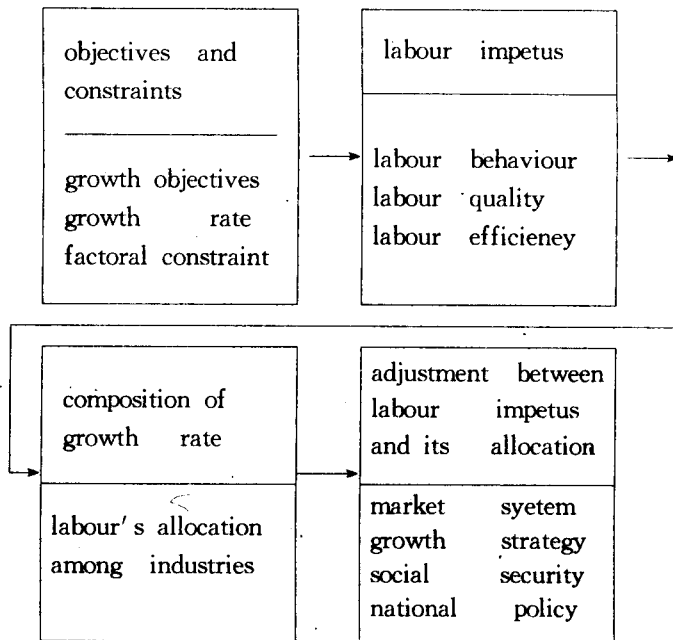 objectives and
constraints
growth objectives
growth rate
factoral constraint
labour impetus
labour behaviour
labour quality
labour efficieney
composition of
growth rate
labour's allocation
among industries
adjustment between
labour impetus
and its allocation
market syetem
growth strategy
social security
national policy